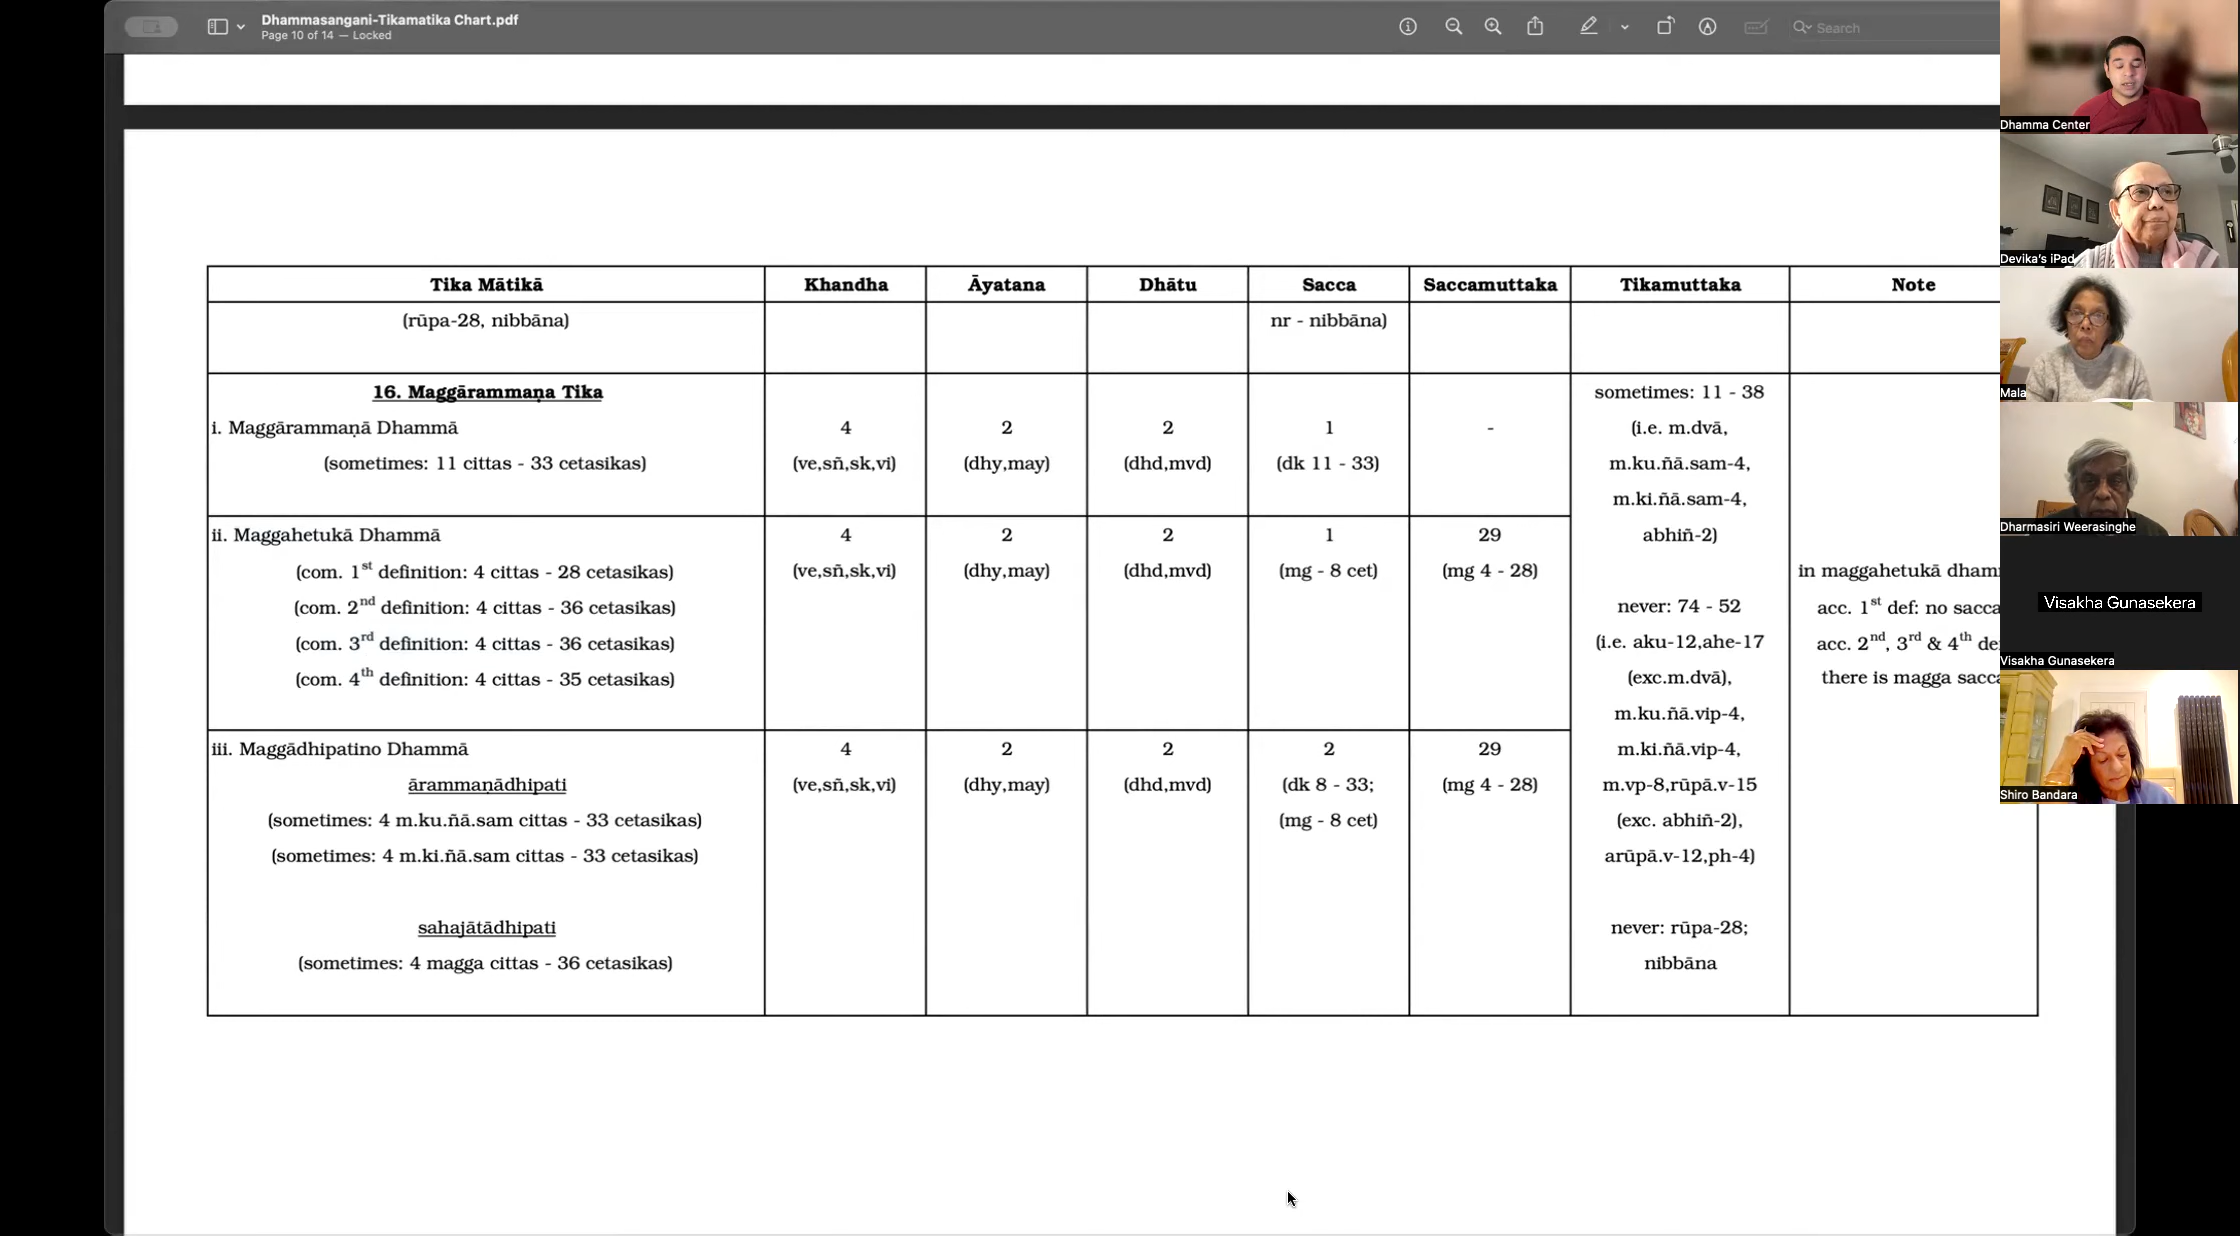 Dhammasangani-Tikamatika Chart.pdf
Page 10 of 14 — Locked
Search
Tika Mātikā
Khandha
Āyatana
Dhātu
Sacca
Saccamuttaka
Tikamuttaka
Note
(rūpa-28, nibbāna)
nr - nibbāna)
16. Maggārammaṇa Tika
i. Maggārammaṇā Dhammā
(sometimes: 11 cittas - 33 cetasikas)
4
(ve,sñ,sk,vi)
2
(dhy,may)
2
(dhd,mvd)
1
(dk 11 - 33)
-
ii. Maggahetukā Dhammā
(com. 1st definition: 4 cittas - 28 cetasikas)
(com. 2nd definition: 4 cittas - 36 cetasikas)
(com. 3rd definition: 4 cittas - 36 cetasikas)
(com. 4th definition: 4 cittas - 35 cetasikas)
4
(ve,sñ,sk,vi)
2
(dhy,may)
2
(dhd,mvd)
1
(mg - 8 cet)
29
(mg 4 - 28)
iii. Maggādhipatino Dhammā
ārammaṇādhipati
(sometimes: 4 m.ku.ñā.sam cittas - 33 cetasikas)
(sometimes: 4 m.ki.ñā.sam cittas - 33 cetasikas)
sahajātādhipati
(sometimes: 4 magga cittas - 36 cetasikas)
4
(ve,sñ,sk,vi)
2
(dhy,may)
2
(dhd,mvd)
2
(dk 8 - 33;
(mg - 8 cet)
29
(mg 4 - 28)
sometimes: 11 - 38
(i.e. m.dvā,
m.ku.ñā.sam-4,
m.ki.ñā.sam-4,
abhiñ-2)
never: 74 - 52
(i.e. aku-12,ahe-17
(exc.m.dvā),
m.ku.ñā.vip-4,
m.ki.ñā.vip-4,
m.vp-8,rūpā.v-15
(exc. abhiñ-2),
arūpā.v-12,ph-4)
never: rūpa-28;
nibbāna
in maggahetukā dham
acc. 1st def: no sacca
acc. 2nd, 3rd & 4th de
there is magga sacca
Dhamma Center
Devika's iPad
Mala
Dharmasiri Weerasinghe
Visakha Gunasekera
Visakha Gunasekera
Shiro Bandara